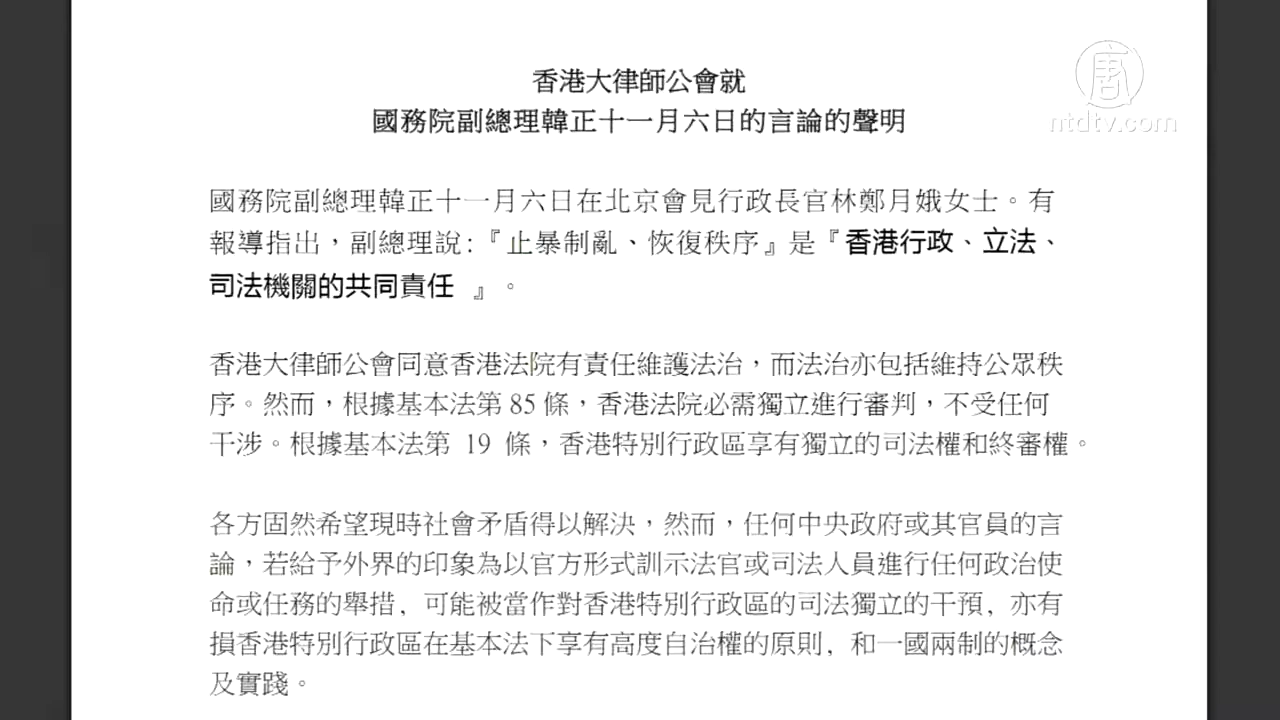 香港大律師公會就
國務院副總理韓正十一月六日的言論的聲明
唐
ntdtv.com
國務院副總理韓正十一月六日在北京會見行政長官林鄭月娥女士。有
報導指出，副總理說:『止暴制亂、恢復秩序』是『香港行政、立法、
司法機關的共同責任 』。
香港大律師公會同意香港法院有責任維護法治，而法治亦包括維持公眾秩
序。然而，根據基本法第 85 條，香港法院必需獨立進行審判，不受任何
干涉。根據基本法第 19 條，香港特別行政區享有獨立的司法權和終審權。
各方固然希望現時社會矛盾得以解決，然而，任何中央政府或其官員的言
論，若給予外界的印象為以官方形式訓示法官或司法人員進行任何政治使
命或任務的舉措, 可能被當作對香港特別行政區的司法獨立的干預, 亦有
損香港特別行政區在基本法下享有高度自治權的原則, 和一國兩制的概念
及實踐。